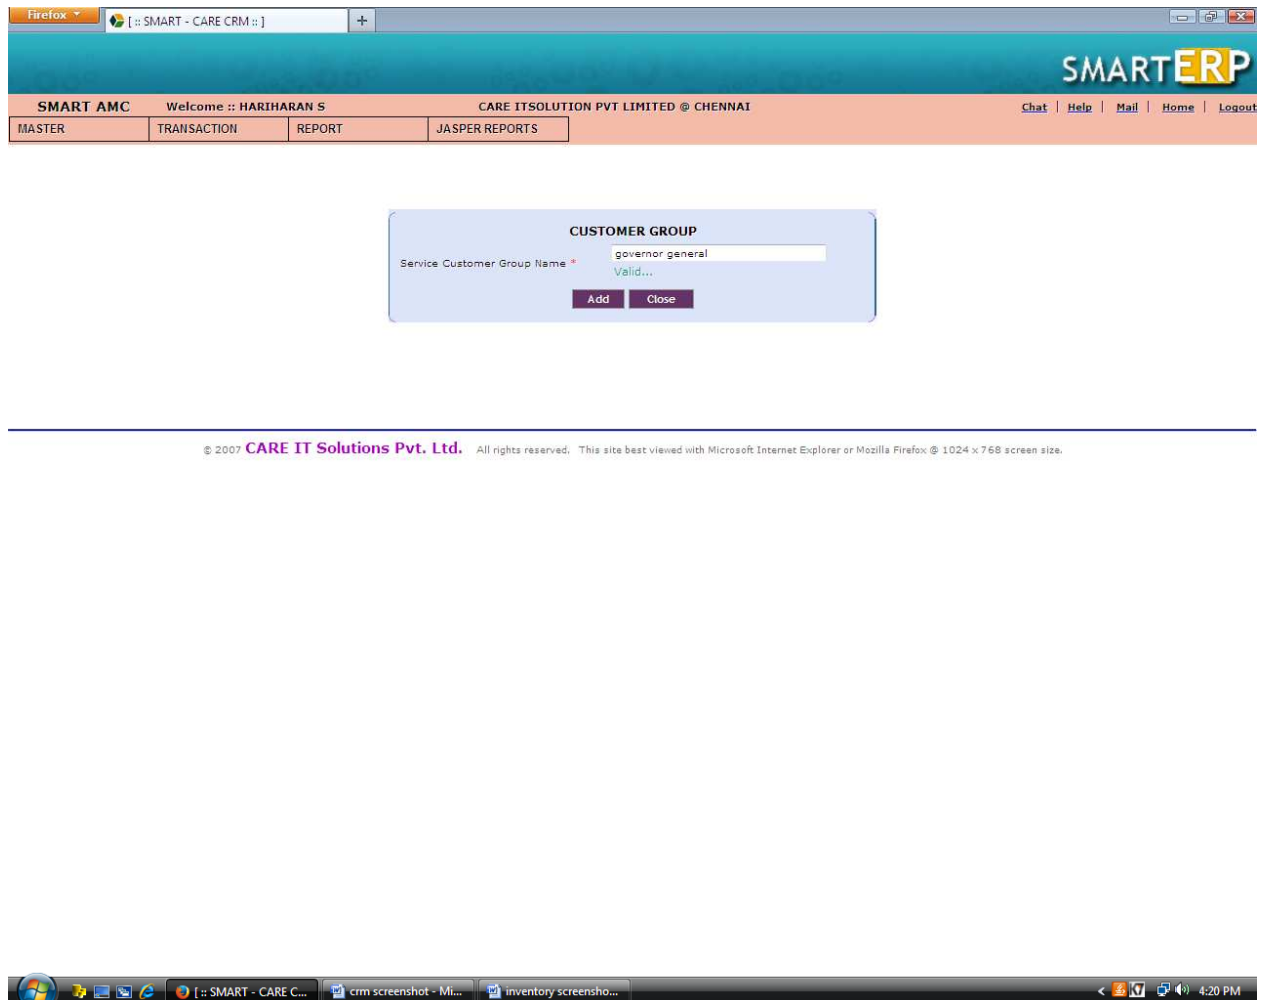 Firefox
[ :: SMART - CARE CRM :: ]
+
SMARTERP
SMART AMC Welcome :: HARIHARAN S CARE ITSOLUTION PVT LIMITED @ CHENNAI Chat | Help | Mail | Home | Logout
MASTER TRANSACTION REPORT JASPER REPORTS
CUSTOMER GROUP
Service Customer Group Name * governor general
Valid...
Add Close
© 2007 CARE IT Solutions Pvt. Ltd. All rights reserved. This site best viewed with Microsoft Internet Explorer or Mozilla Firefox @ 1024 x 768 screen size.
[ :: SMART - CARE C... crm screenshot - Mi... inventory screensho... < 4:20 PM